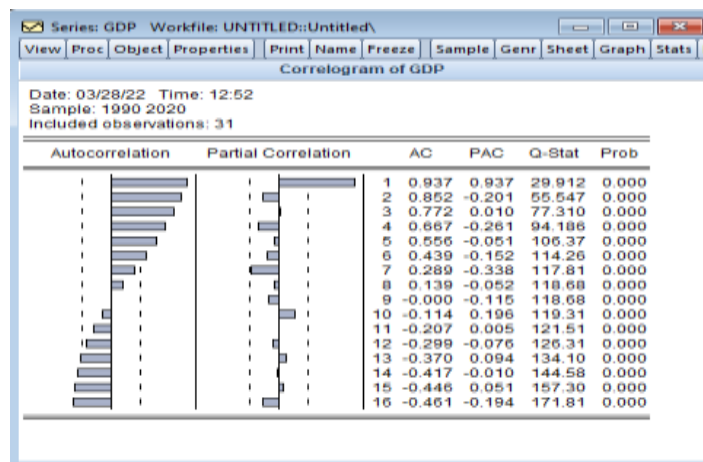 Series: GDP Workfile: UNTITLED::Untitled\
View Proc Object Properties Print Name Freeze Sample Genr Sheet Graph Stats
Correlogram of GDP
Date: 03/28/22 Time: 12:52
Sample: 1990 2020
Included observations: 31
Autocorrelation Partial Correlation AC PAC Q-Stat Prob
1 0.937 0.937 29.912 0.000
2 0.852 -0.201 55.547 0.000
3 0.772 0.010 77.310 0.000
4 0.667 -0.261 94.186 0.000
5 0.556 -0.051 106.37 0.000
6 0.439 -0.152 114.26 0.000
7 0.289 -0.338 117.81 0.000
8 0.139 -0.052 118.68 0.000
9 -0.000 -0.115 118.68 0.000
10 -0.114 0.196 119.31 0.000
11 -0.207 0.005 121.51 0.000
12 -0.299 -0.076 126.31 0.000
13 -0.370 0.094 134.10 0.000
14 -0.417 -0.010 144.58 0.000
15 -0.446 0.051 157.30 0.000
16 -0.461 -0.194 171.81 0.000